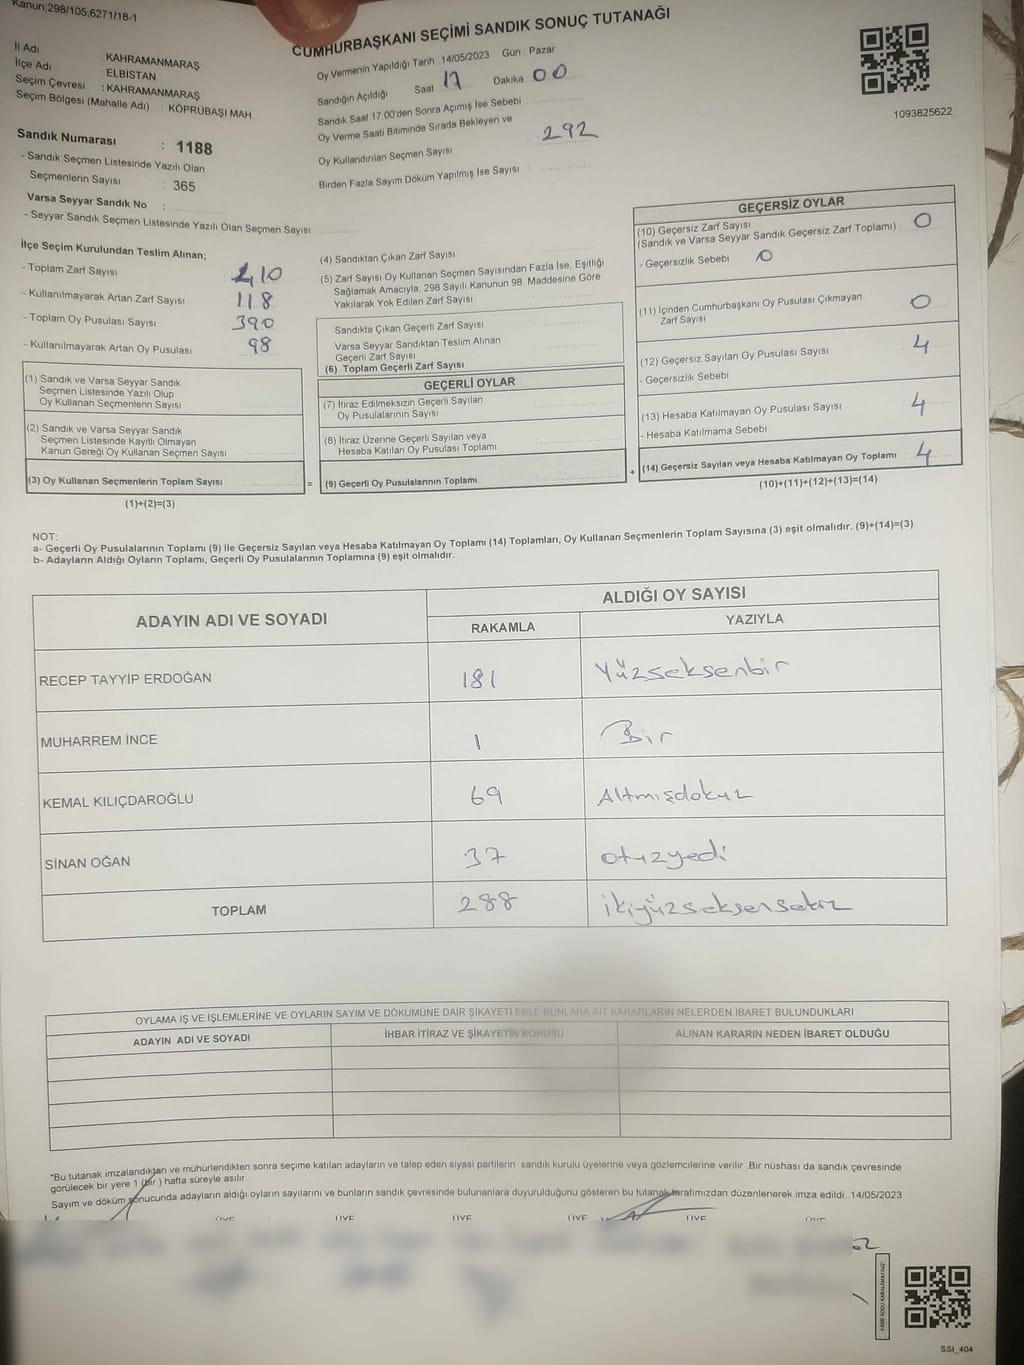 Kanun:298/105;6271/18-1
CUMHURBAŞKANI SEÇİMİ SANDIK SONUÇ TUTANAĞI
İl Adı : KAHRAMANMARAŞ
İlçe Adı : ELBİSTAN
Seçim Çevresi : KAHRAMANMARAŞ
Seçim Bölgesi (Mahalle Adı) : KÖPRÜBAŞI MAH.
Sandık Numarası : 1188
- Sandık Seçmen Listesinde Yazılı Olan
Seçmenlerin Sayısı : 365
Varsa Seyyar Sandık No :
- Seyyar Sandık Seçmen Listesinde Yazılı Olan Seçmen Sayısı:
Oy Vermenin Yapıldığı Tarih :14/05/2023 Gün : Pazar
Sandığın Açıldığı Saat 17 Dakika 00
Sandık Saat 17:00'den Sonra Açımış İse Sebebi :
Oy Verme Saati Bitiminde Sırada Bekleyen ve
Oy Kullandırılan Seçmen Sayısı : 292
Birden Fazla Sayım Döküm Yapılmış İse Sayısı :
1093825622
İlçe Seçim Kurulundan Teslim Alınan;
- Toplam Zarf Sayısı 410
- Kullanılmayarak Artan Zarf Sayısı 118
- Toplam Oy Pusulası Sayısı 390
- Kullanılmayarak Artan Oy Pusulası 98
(1) Sandık ve Varsa Seyyar Sandık
Seçmen Listesinde Yazılı Olup
Oy Kullanan Seçmenlerin Sayısı
(2) Sandık ve Varsa Seyyar Sandık
Seçmen Listesinde Kayıtlı Olmayan
Kanun Gereği Oy Kullanan Seçmen Sayısı
(3) Oy Kullanan Seçmenlerin Toplam Sayısı
(1)+(2)=(3)
=
(4) Sandıktan Çıkan Zarf Sayısı
(5) Zarf Sayısı Oy Kullanan Seçmen Sayısından Fazla İse, Eşitliği
Sağlamak Amacıyla; 298 Sayılı Kanunun 98. Maddesine Göre
Yakılarak Yok Edilen Zarf Sayısı
Sandıkta Çıkan Geçerli Zarf Sayısı
Varsa Seyyar Sandıktan Teslim Alınan
Geçerli Zarf Sayısı
(6) Toplam Geçerli Zarf Sayısı
GEÇERLİ OYLAR
(7) İtiraz Edilmeksizin Geçerli Sayılan
Oy Pusulalarının Sayısı
(8) İtiraz Üzerine Geçerli Sayılan veya
Hesaba Katılan Oy Pusulası Toplamı
(9) Geçerli Oy Pusulalarının Toplamı
+
GEÇERSİZ OYLAR
(10) Geçersiz Zarf Sayısı
(Sandık ve Varsa Seyyar Sandık Geçersiz Zarf Toplamı) 0
- Geçersizlik Sebebi 0
(11) İçinden Cumhurbaşkanı Oy Pusulası Çıkmayan
Zarf Sayısı 0
(12) Geçersiz Sayılan Oy Pusulası Sayısı 4
- Geçersizlik Sebebi
(13) Hesaba Katılmayan Oy Pusulası Sayısı 4
- Hesaba Katılmama Sebebi
(14) Geçersiz Sayılan veya Hesaba Katılmayan Oy Toplamı 4
(10)+(11)+(12)+(13)=(14)
NOT:
a- Geçerli Oy Pusulalarının Toplamı (9) ile Geçersiz Sayılan veya Hesaba Katılmayan Oy Toplamı (14) Toplamları, Oy Kullanan Seçmenlerin Toplam Sayısına (3) eşit olmalıdır. (9)+(14)=(3)
b- Adayların Aldığı Oyların Toplamı, Geçerli Oy Pusulalarının Toplamına (9) eşit olmalıdır.
ADAYIN ADI VE SOYADI
ALDIĞI OY SAYISI
RAKAMLA YAZIYLA
RECEP TAYYİP ERDOĞAN 181 Yüzseksenbir
MUHARREM İNCE 1 Bir
KEMAL KILIÇDAROĞLU 69 Altmışdokuz
SİNAN OĞAN 37 otuzyedi
TOPLAM 288 ikiyüzseksensekiz
OYLAMA İŞ VE İŞLEMLERİNE VE OYLARIN SAYIM VE DÖKÜMÜNE DAİR ŞİKAYETLERLE BUNLARA AİT KARARLARIN NELERDEN İBARET BULUNDUKLARI
ADAYIN ADI VE SOYADI İHBAR İTİRAZ VE ŞİKAYETİN KONUSU ALINAN KARARIN NEDEN İBARET OLDUĞU
*Bu tutanak imzalandıktan ve mühürlendikten sonra seçime katılan adayların ve talep eden siyasi partilerin sandık kurulu üyelerine veya gözlemcilerine verilir. Bir nüshası da sandık çevresinde
görülecek bir yere 1 (bir ) hafta süreyle asılır.
Sayım ve döküm sonucunda adayların aldığı oyların sayılarını ve bunların sandık çevresinde bulunanlara duyurulduğunu gösteren bu tutanak tarafımızdan düzenlenerek imza edildi. 14/05/2023
ÜYE ÜYE ÜYE ÜYE ÜYE ÜYE
SSI_404